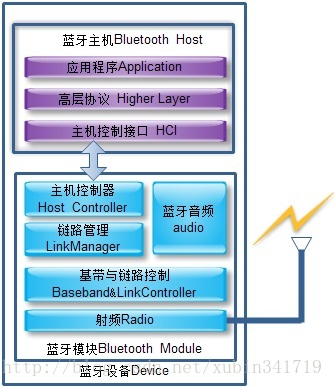 蓝牙主机Bluetooth Host
应用程序Application
高层协议 Higher Layer
主机控制接口 HCI
主机控制器
Host Controller
链路管理
LinkManager
蓝牙音频
audio
基带与链路控制
Baseband&LinkController
射频Radio
蓝牙模块Bluetooth Module
蓝牙设备Device